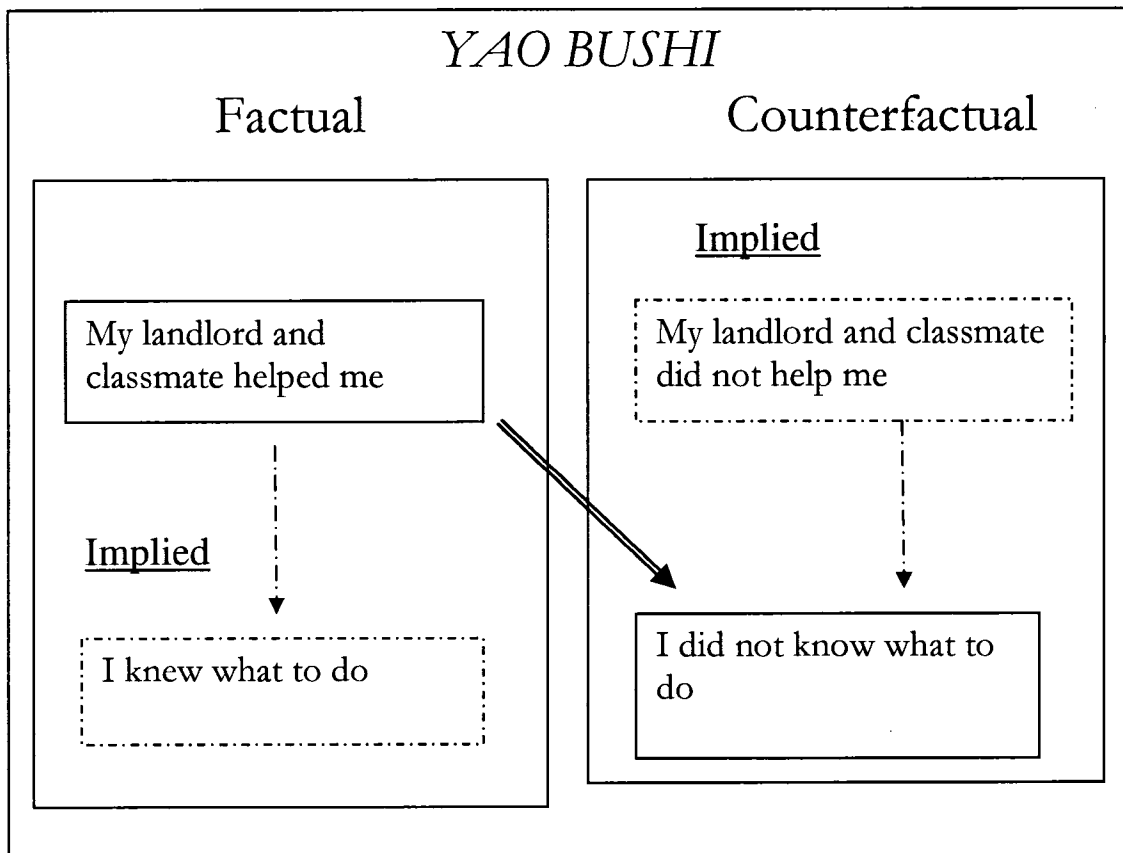 YAO BUSHI
Factual
Counterfactual
My landlord and
classmate helped me
Implied
I knew what to do
Implied
My landlord and classmate
did not help me
I did not know what to
do